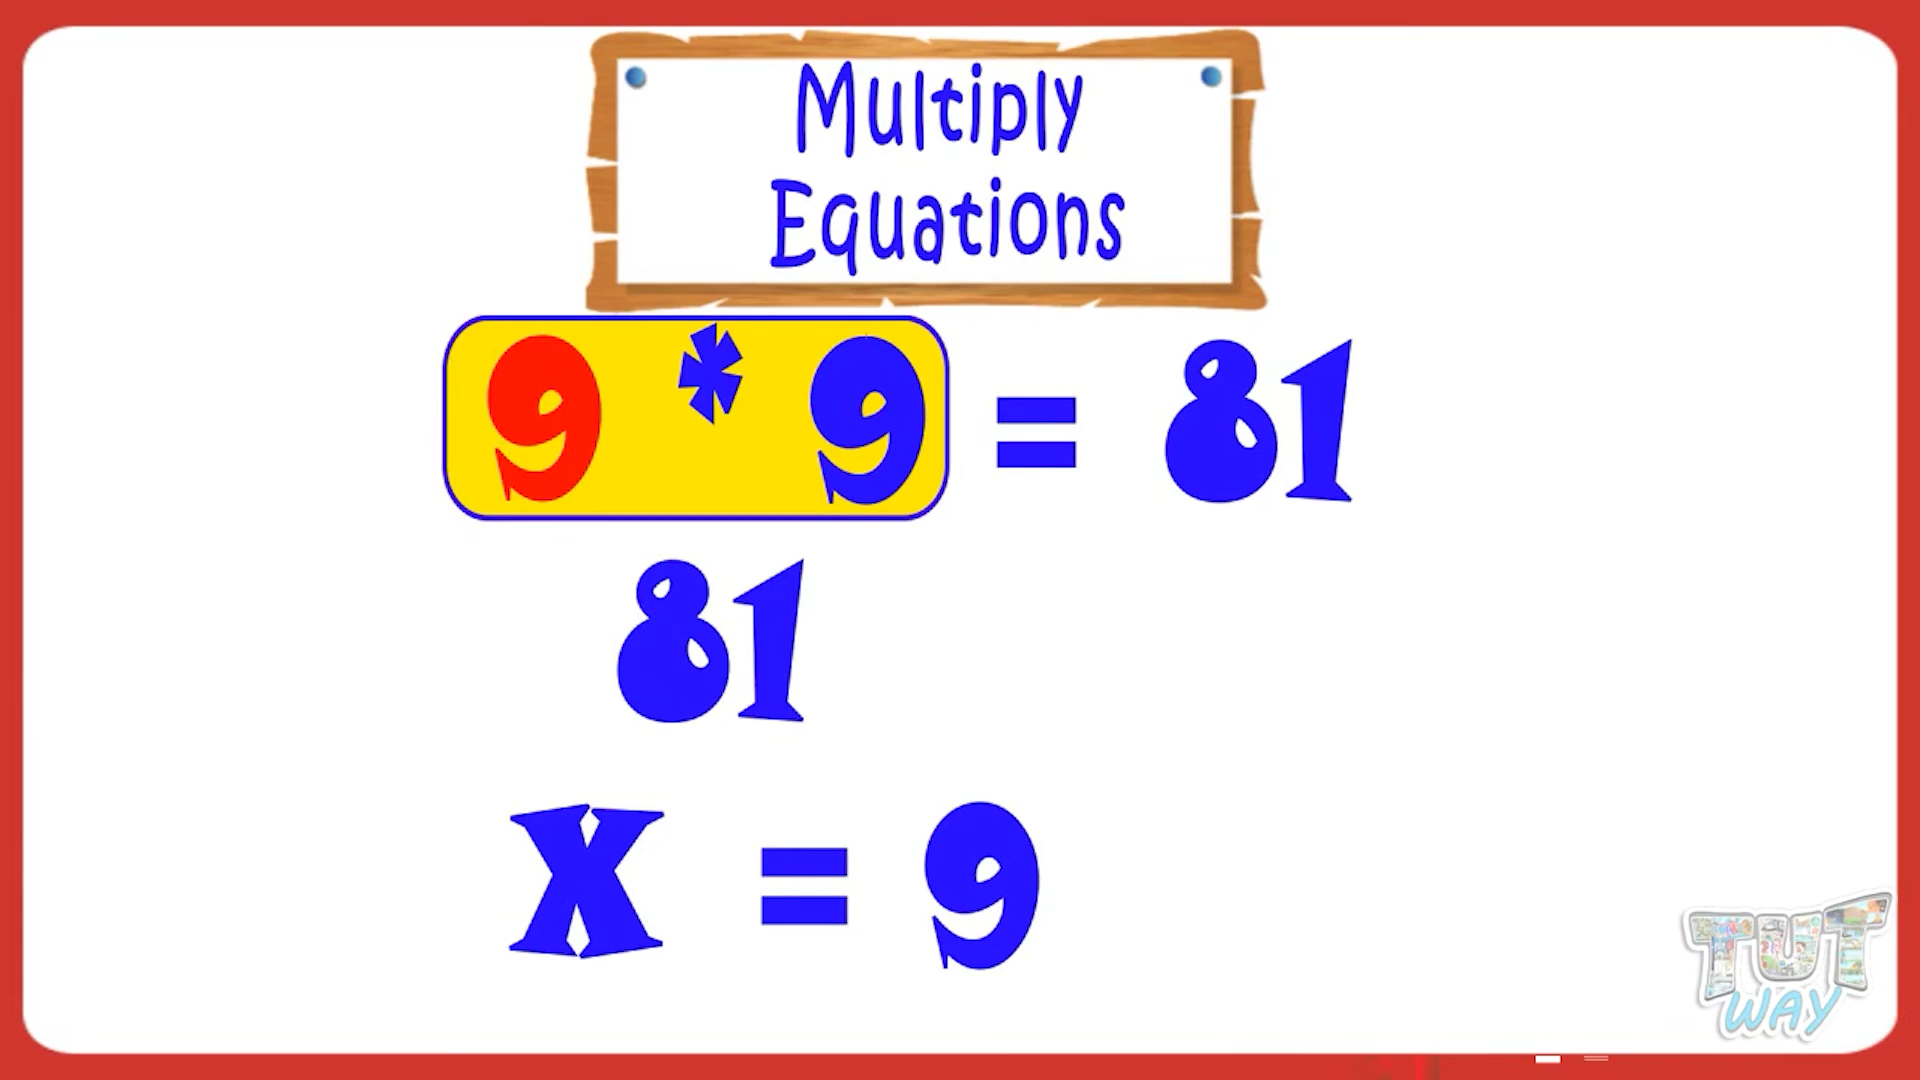 Multiply
Equations
9 * 9 = 81
81
X = 9
TUT
WAY